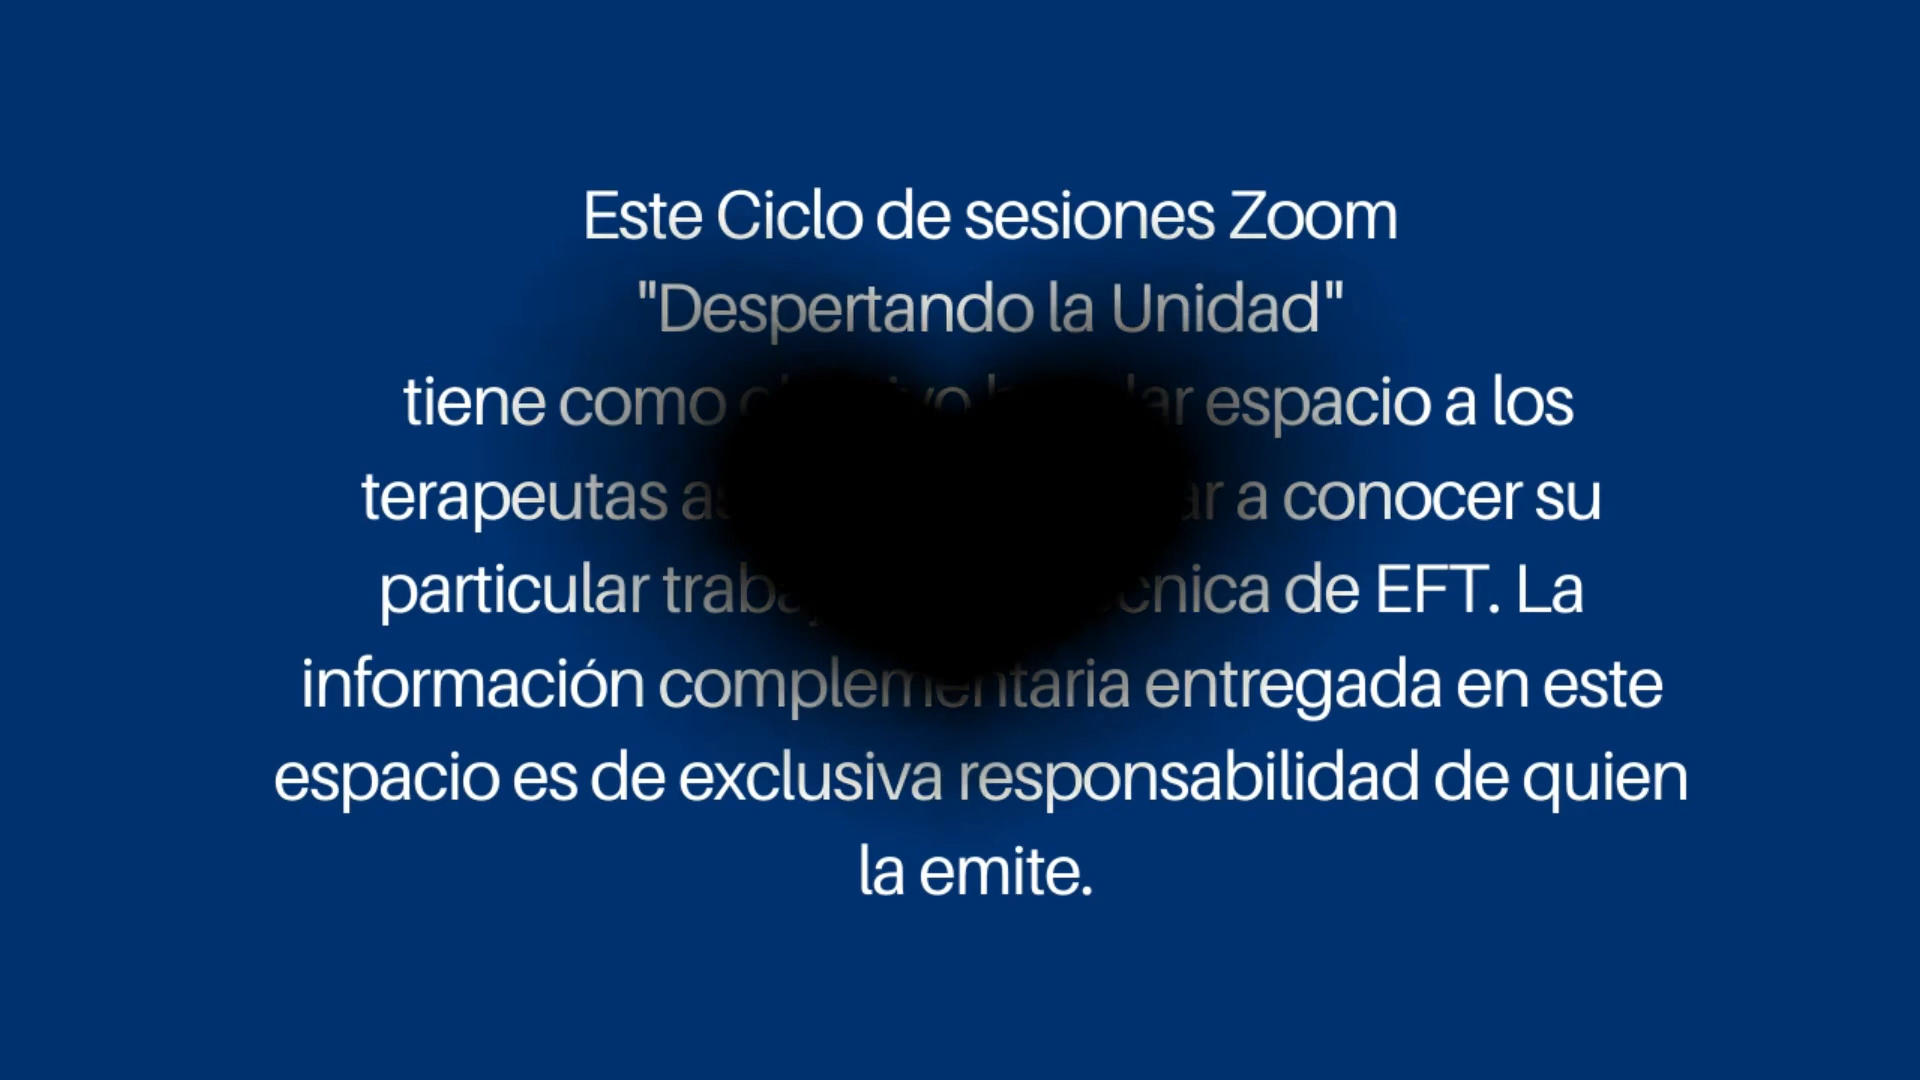 Este Ciclo de sesiones Zoom
"Despertando la Unidad"
tiene como espacio a los
terapeutas a conocer su
particular de EFT. La
información complementaria entregada en este
espacio es de exclusiva responsabilidad de quien
la emite.